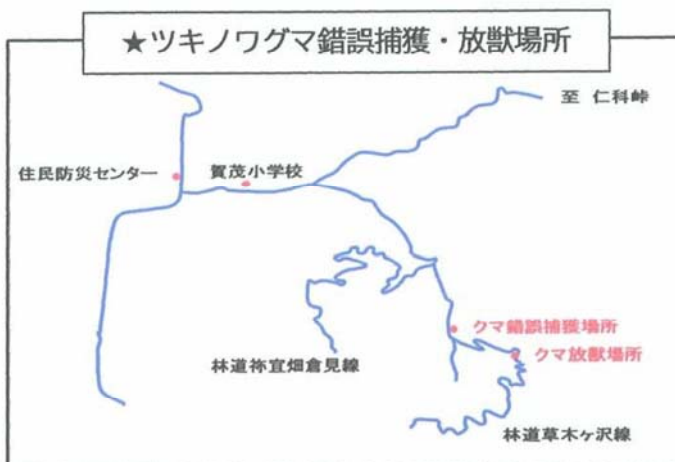 ★ツキノワグマ錯誤捕獲・放獣場所
至 仁科峠
住民防災センター
賀茂小学校
クマ錯誤捕獲場所
クマ放獣場所
林道祢宜畑倉見線
林道草木ヶ沢線